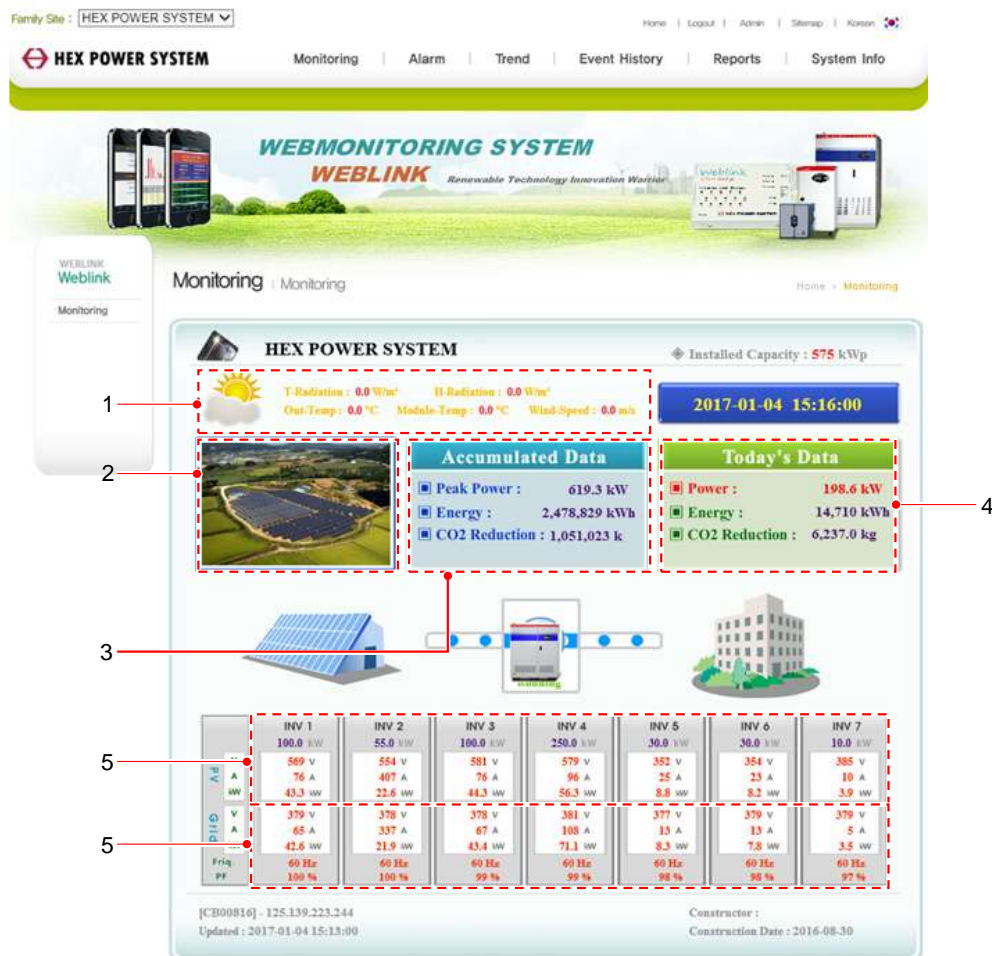 Family Site : HEX POWER SYSTEM
Home | Logout | Admin | Sitemap | Korean
HEX POWER SYSTEM
Monitoring | Alarm | Trend | Event History | Reports | System Info
WEBMONITORING SYSTEM
WEBLINK Renewable Technology Innovation Warrior
Weblink
WEBLINK
Weblink
Monitoring
Monitoring Monitoring
Home > Monitoring
HEX POWER SYSTEM
Installed Capacity : 575 kWp
1
T-Radiation : 0.0 W/m² H-Radiation : 0.0 W/m²
Out-Temp : 0.0 °C Module-Temp : 0.0 °C Wind-Speed : 0.0 m/s
2017-01-04 15:16:00
2
Accumulated Data
Peak Power : 619.3 kW
Energy : 2,478,829 kWh
CO2 Reduction : 1,051,023 k
3
Today's Data
Power : 198.6 kW
Energy : 14,710 kWh
CO2 Reduction : 6,237.0 kg
4
INV 1 INV 2 INV 3 INV 4 INV 5 INV 6 INV 7
100.0 kW 55.0 kW 100.0 kW 250.0 kW 30.0 kW 30.0 kW 10.0 kW
5
PV
569 V 554 V 581 V 579 V 352 V 354 V 385 V
A 76 A 407 A 76 A 96 A 25 A 23 A 10 A
kW 43.3 kW 22.6 kW 44.3 kW 56.3 kW 8.8 kW 8.2 kW 3.9 kW
5
Grid
V 379 V 378 V 378 V 381 V 377 V 379 V 379 V
A 65 A 337 A 67 A 108 A 13 A 13 A 5 A
42.6 kW 21.9 kW 43.4 kW 71.1 kW 8.3 kW 7.8 kW 3.5 kW
Friq. 60 Hz 60 Hz 60 Hz 60 Hz 60 Hz 60 Hz 60 Hz
PF 100 % 100 % 99 % 99 % 98 % 98 % 97 %
[CB00816] - 125.139.223.244
Updated : 2017-01-04 15:13:00
Constructor :
Construction Date : 2016-08-30